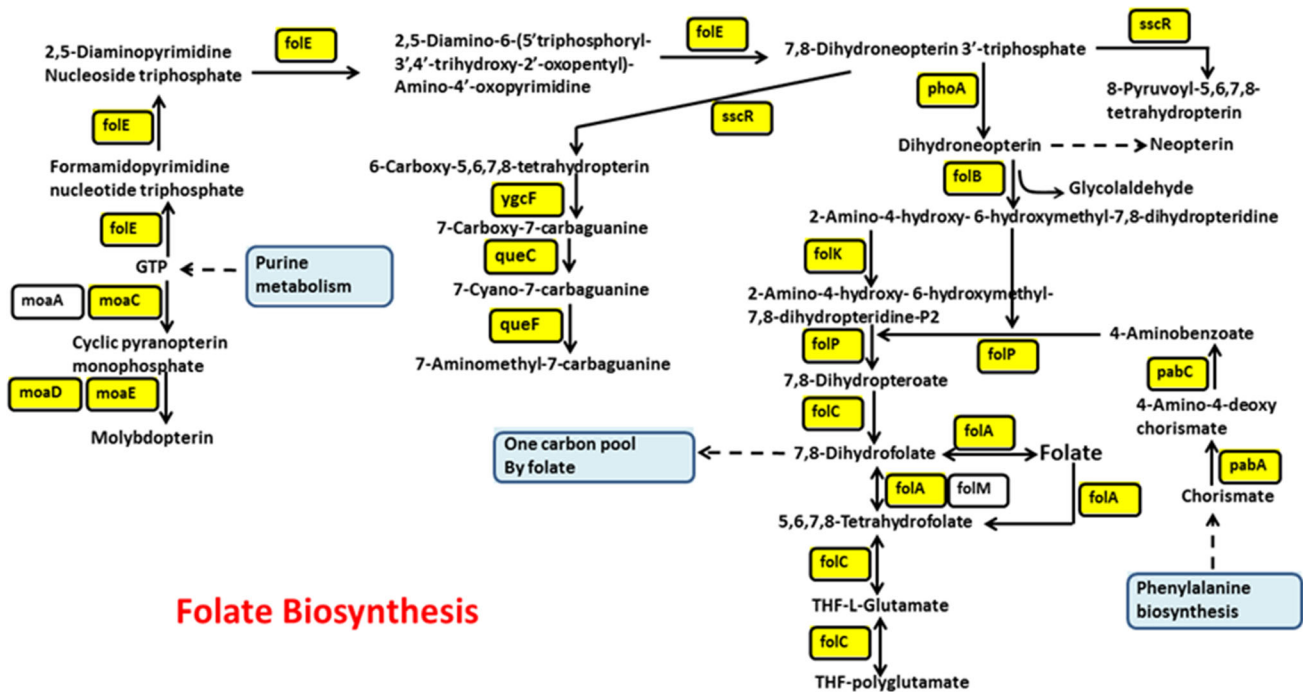 2,5-Diaminopyrimidine
Nucleoside triphosphate
folE
2,5-Diamino-6-(5'triphosphoryl-
3',4'-trihydroxy-2'-oxopentyl)-
Amino-4'-oxopyrimidine
folE
7,8-Dihydroneopterin 3'-triphosphate
sscR
8-Pyruvoyl-5,6,7,8-
tetrahydropterin
phoA
sscR
folE
Dihydroneopterin
Neopterin
Formamidopyrimidine
nucleotide triphosphate
6-Carboxy-5,6,7,8-tetrahydropterin
folB
Glycolaldehyde
ygcF
2-Amino-4-hydroxy- 6-hydroxymethyl-7,8-dihydropteridine
folE
7-Carboxy-7-carbaguanine
folK
GTP
Purine
metabolism
queC
7-Cyano-7-carbaguanine
2-Amino-4-hydroxy- 6-hydroxymethyl-
7,8-dihydropteridine-P2
moaA
moaC
queF
Cyclic pyranopterin
monophosphate
7-Aminomethyl-7-carbaguanine
folP
folP
4-Aminobenzoate
7,8-Dihydropteroate
pabC
moaD
moaE
Molybdopterin
folC
4-Amino-4-deoxy
chorismate
One carbon pool
By folate
7,8-Dihydrofolate
folA
Folate
pabA
folA
folM
folA
Chorismate
5,6,7,8-Tetrahydrofolate
folC
Phenylalanine
biosynthesis
THF-L-Glutamate
Folate Biosynthesis
folC
THF-polyglutamate